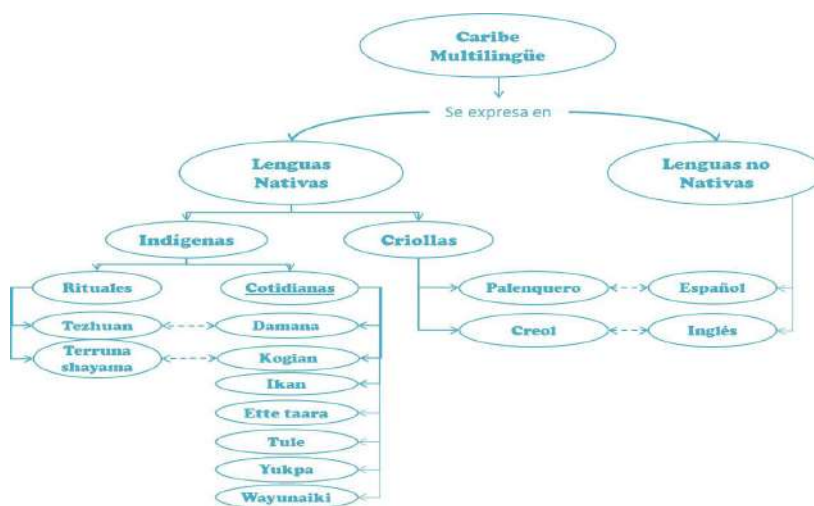 Caribe
Multilingüe
Se expresa en
Lenguas
Nativas
Lenguas no
Nativas
Indígenas
Criollas
Rituales
Cotidianas
Palenquero
Español
Tezhuan
Damana
Creol
Inglés
Terruna
shayama
Kogian
Ikan
Ette taara
Tule
Yukpa
Wayunaiki